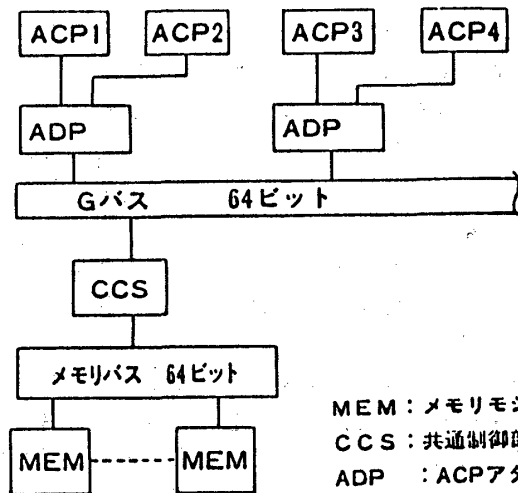 ACP1 ACP2 ACP3 ACP4
ADP ADP
Gバス 64ビット
CCS
メモリバス 64ビット
MEM MEM
MEM：メモリモ
CCS：共通制御
ADP ：ACPア